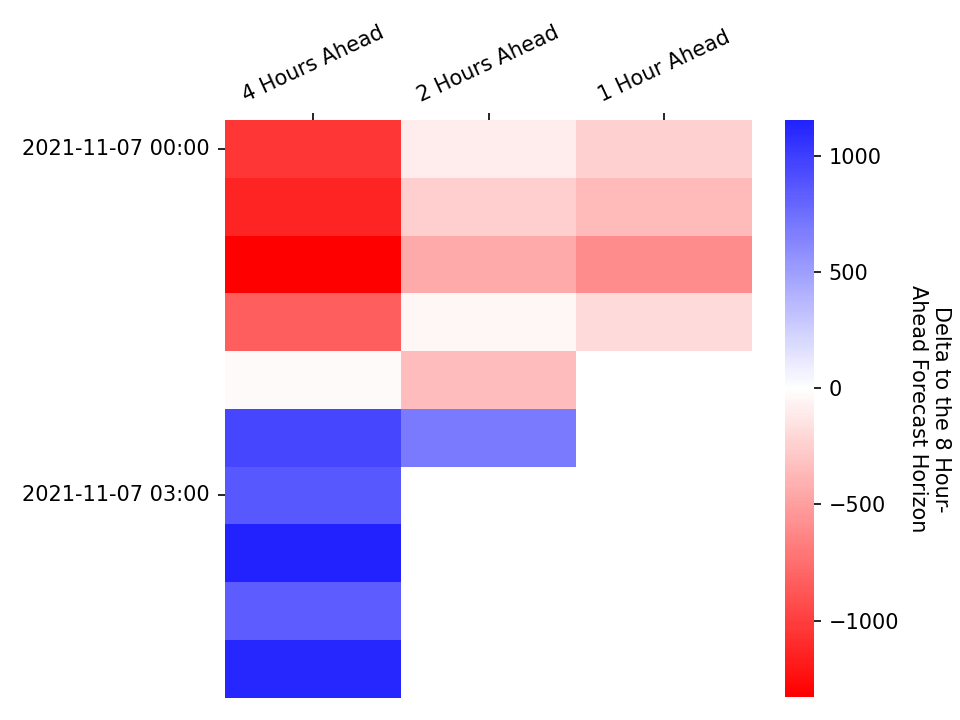 4 Hours Ahead
2 Hours Ahead
1 Hour Ahead
2021-11-07 00:00
2021-11-07 03:00
1000
500
0
−500
−1000
Delta to the 8 Hour-
Ahead Forecast Horizon